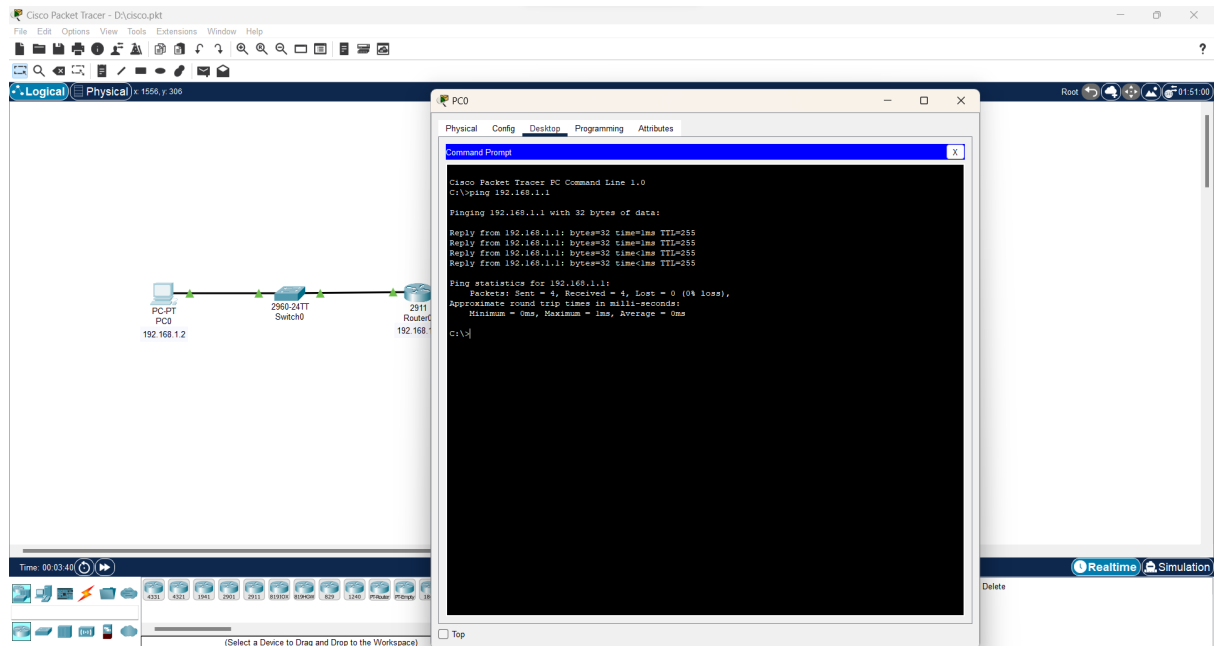 Cisco Packet Tracer - D:\cisco.pkt
File Edit Options View Tools Extensions Window Help
?
Logical Physical x: 1556, y: 306
Root 01:51:00
PC0
Physical Config Desktop Programming Attributes
Command Prompt X
Cisco Packet Tracer PC Command Line 1.0
C:\>ping 192.168.1.1
Pinging 192.168.1.1 with 32 bytes of data:
Reply from 192.168.1.1: bytes=32 time=1ms TTL=255
Reply from 192.168.1.1: bytes=32 time=1ms TTL=255
Reply from 192.168.1.1: bytes=32 time<1ms TTL=255
Reply from 192.168.1.1: bytes=32 time<1ms TTL=255
Ping statistics for 192.168.1.1:
Packets: Sent = 4, Received = 4, Lost = 0 (0% loss),
Approximate round trip times in milli-seconds:
Minimum = 0ms, Maximum = 1ms, Average = 0ms
C:\>
PC-PT
PC0
192.168.1.2
2960-24TT
Switch0
2911
Router0
192.168.1
Time: 00:03:40
Realtime Simulation
4331 4321 1941 2901 2911 819IOX 819HGW 829 1240 PT-Router PT-Empty 18
Delete
Top
(Select a Device to Drag and Drop to the Workspace)